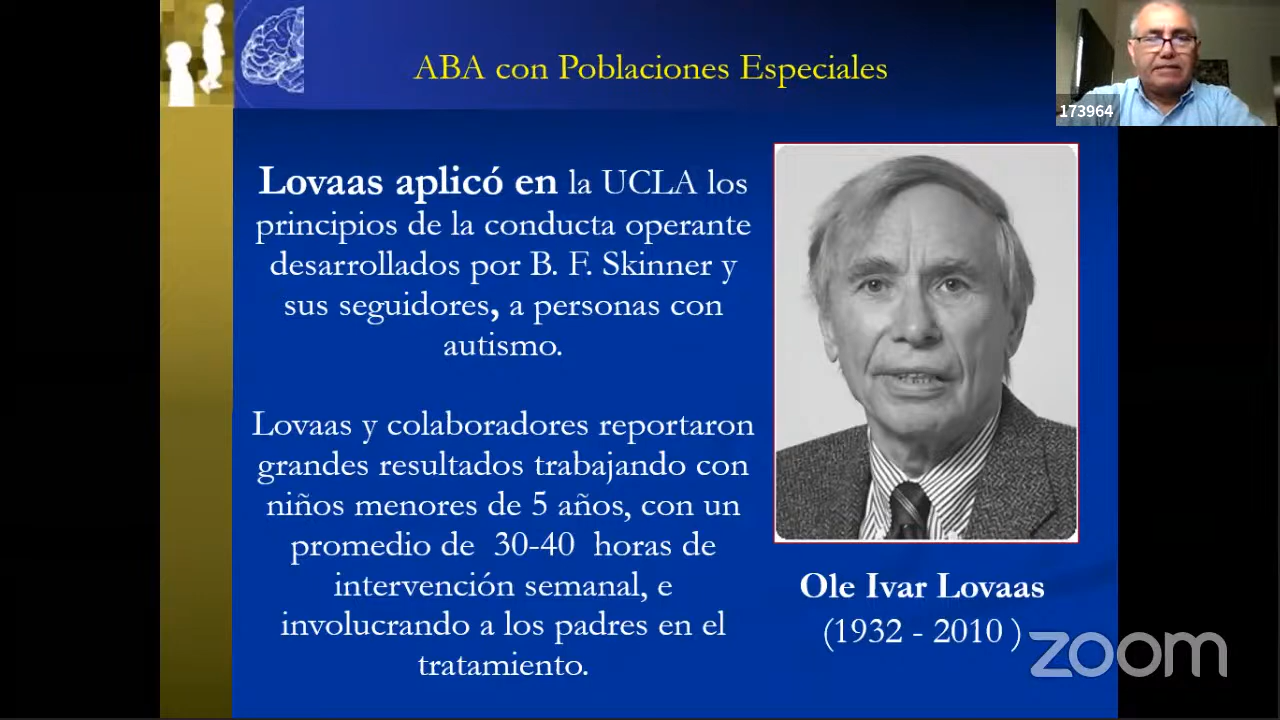 ABA con Poblaciones Especiales
173964
Lovaas aplicó en la UCLA los
principios de la conducta operante
desarrollados por B. F. Skinner y
sus seguidores, a personas con
autismo.
Lovaas y colaboradores reportaron
grandes resultados trabajando con
niños menores de 5 años, con un
promedio de 30-40 horas de
intervención semanal, e
involucrando a los padres en el
tratamiento.
Ole Ivar Lovaas
(1932 - 2010 )
zoom